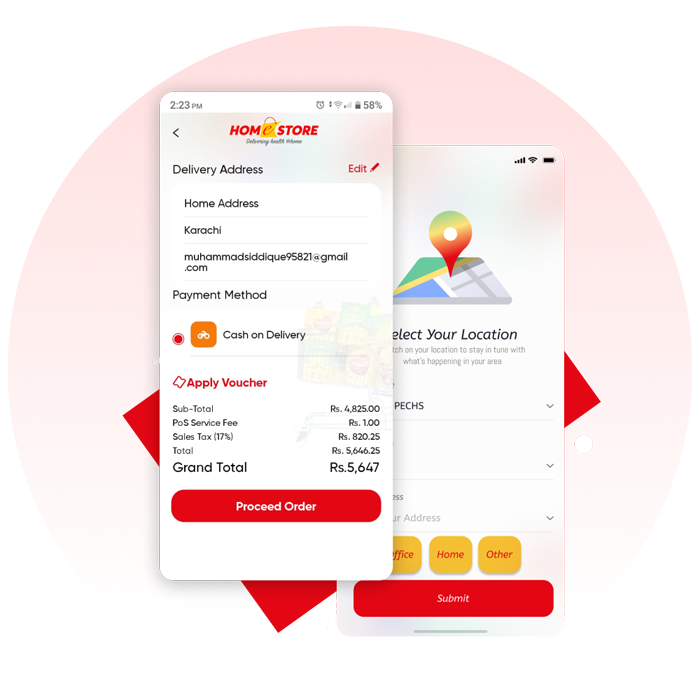 2:23 PM
58%
HOM e STORE
Delivering health @home
Delivery Address
Edit
Home Address
Karachi
muhammadsiddique95821@gmail
.com
Payment Method
Cash on Delivery
Apply Voucher
Sub-Total Rs. 4,825.00
PoS Service Fee Rs. 1.00
Sales Tax (17%) Rs. 820.25
Total Rs. 5,646.25
Grand Total Rs.5,647
Proceed Order
elect Your Location
tch on your location to stay in tune with
what's happening in your area
PECHS
ess
ur Address
ffice
Home
Other
Submit